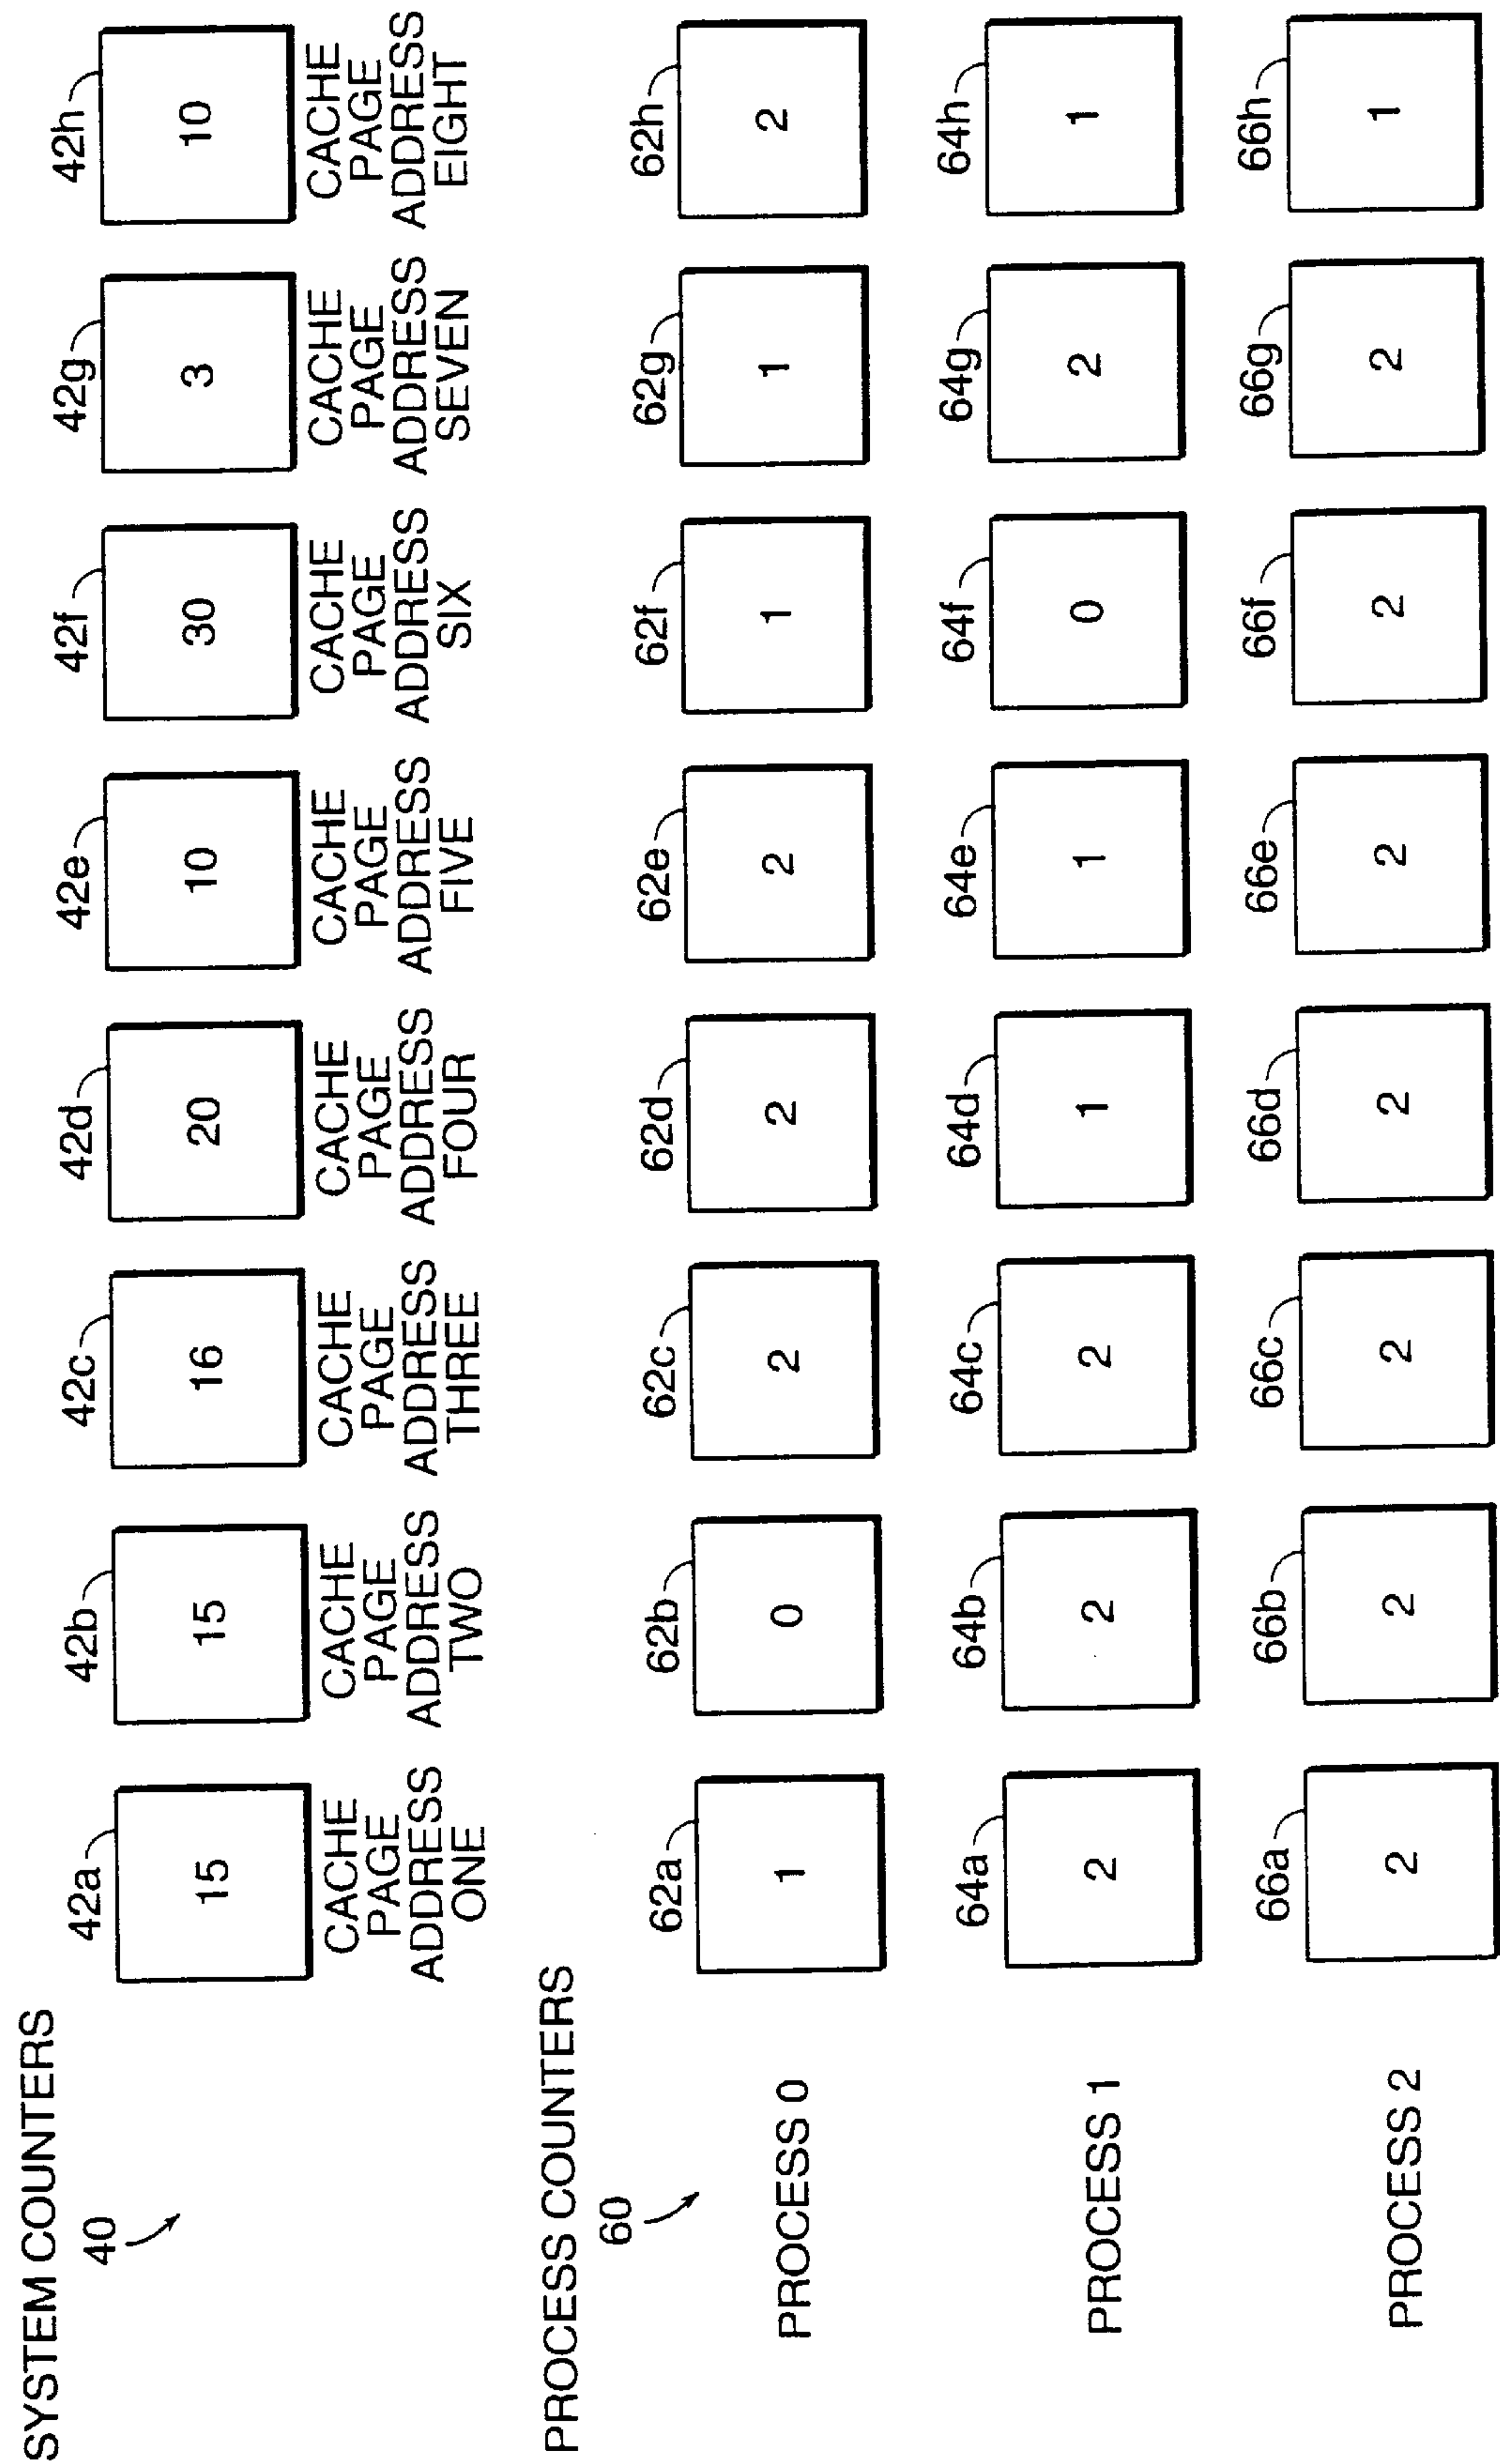 SYSTEM COUNTERS
40
42a
42b
42c
42d
42e
42f
42g
42h
15
15
16
20
10
30
3
10
CACHE
PAGE
ADDRESS
ONE
CACHE
PAGE
ADDRESS
TWO
CACHE
PAGE
ADDRESS
THREE
CACHE
PAGE
ADDRESS
FOUR
CACHE
PAGE
ADDRESS
FIVE
CACHE
PAGE
ADDRESS
SIX
CACHE
PAGE
ADDRESS
SEVEN
CACHE
PAGE
ADDRESS
EIGHT
PROCESS COUNTERS
60
62a
62b
62c
62d
62e
62f
62g
62h
PROCESS 0
1
0
2
2
2
1
1
2
64a
64b
64c
64d
64e
64f
64g
64h
PROCESS 1
2
2
2
1
1
0
2
1
66a
66b
66c
66d
66e
66f
66g
66h
PROCESS 2
2
2
2
2
2
2
2
1